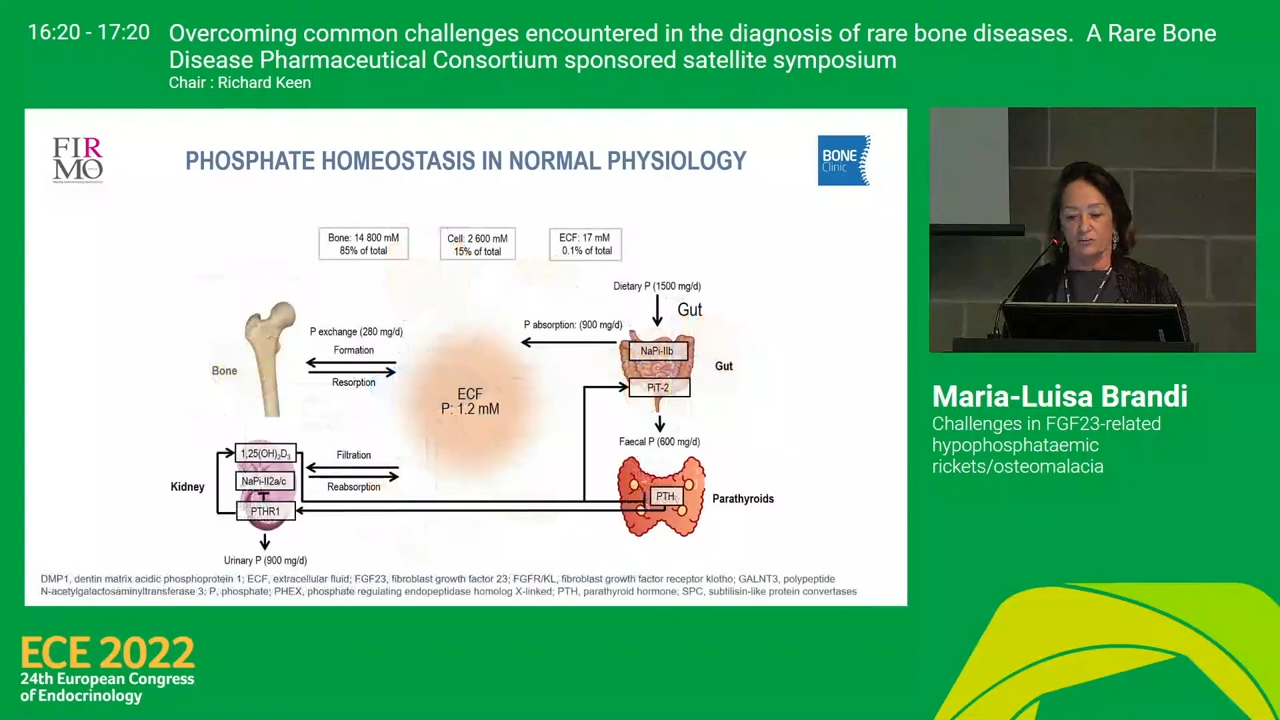 16:20 - 17:20
Overcoming common challenges encountered in the diagnosis of rare bone diseases. A Rare Bone
Disease Pharmaceutical Consortium sponsored satellite symposium
Chair : Richard Keen
FIR
MO
PHOSPHATE HOMEOSTASIS IN NORMAL PHYSIOLOGY
BONE
Clinic
Bone: 14 800 mM
85% of total
Cell: 2 600 mM
15% of total
ECF: 17 mM
0.1% of total
Dietary P (1500 mg/d)
Gut
P exchange (280 mg/d)
P absorption: (900 mg/d)
Formation
NaPi-IIb
Bone
Gut
Resorption
PiT-2
ECF
P: 1.2 mM
Faecal P (600 mg/d)
1,25(OH)2D3
Filtration
NaPi-II2a/c
Kidney
Reabsorption
PTH
Parathyroids
PTHR1
Urinary P (900 mg/d)
DMP1, dentin matrix acidic phosphoprotein 1; ECF, extracellular fluid; FGF23, fibroblast growth factor 23; FGFR/KL, fibroblast growth factor receptor klotho; GALNT3, polypeptide
N-acetylgalactosaminyltransferase 3; P, phosphate; PHEX, phosphate regulating endopeptidase homolog X-linked; PTH, parathyroid hormone; SPC, subtilisin-like protein convertases
Maria-Luisa Brandi
Challenges in FGF23-related
hypophosphataemic
rickets/osteomalacia
ECE 2022
24th European Congress
of Endocrinology